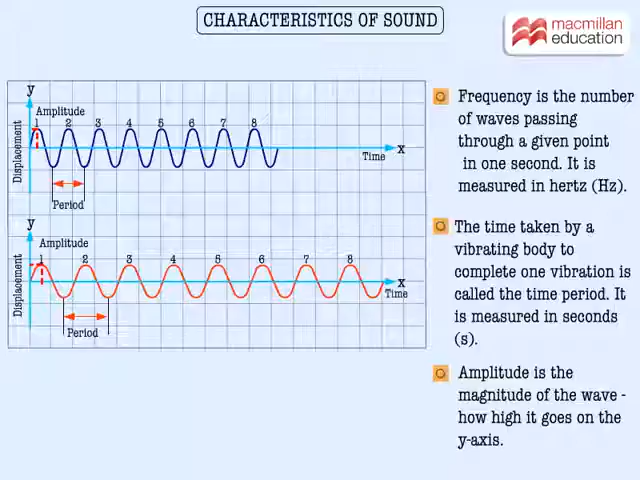 CHARACTERISTICS OF SOUND
macmillan
education
y
Amplitude
1 2 3 4 5 6 7 8
Displacement
x
Time
Period
y
Amplitude
1 2 3 4 5 6 7 8
Displacement
x
Time
Period
Frequency is the number
of waves passing
through a given point
in one second. It is
measured in hertz (Hz).
The time taken by a
vibrating body to
complete one vibration is
called the time period. It
is measured in seconds
(s).
Amplitude is the
magnitude of the wave -
how high it goes on the
y-axis.